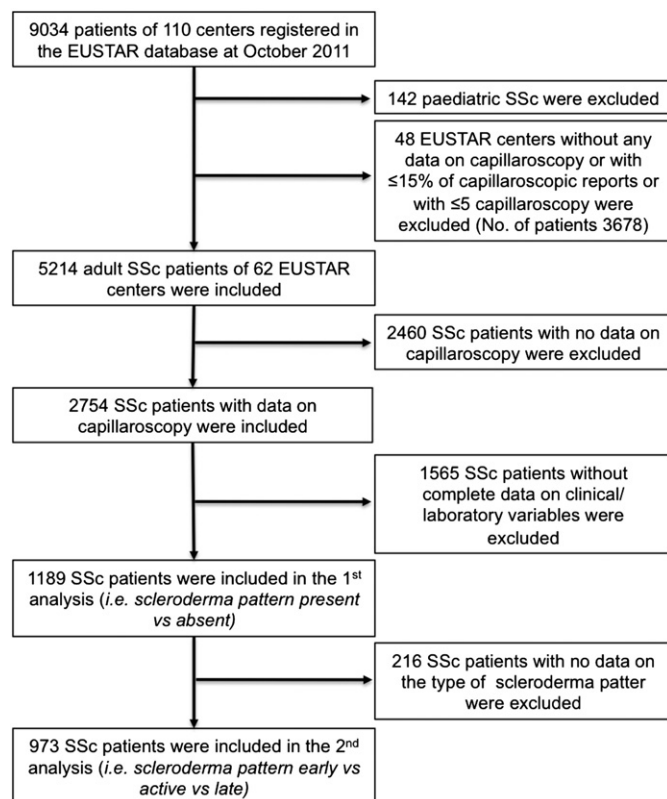 9034 patients of 110 centers registered in
the EUSTAR database at October 2011
142 paediatric SSc were excluded
48 EUSTAR centers without any
data on capillaroscopy or with
≤15% of capillaroscopic reports or
with ≤5 capillaroscopy were
excluded (No. of patients 3678)
5214 adult SSc patients of 62 EUSTAR
centers were included
2460 SSc patients with no data on
capillaroscopy were excluded
2754 SSc patients with data on
capillaroscopy were included
1565 SSc patients without
complete data on clinical/
laboratory variables were
excluded
1189 SSc patients were included in the 1st
analysis (i.e. scleroderma pattern present
vs absent)
216 SSc patients with no data on
the type of scleroderma patter
were excluded
973 SSc patients were included in the 2nd
analysis (i.e. scleroderma pattern early vs
active vs late)